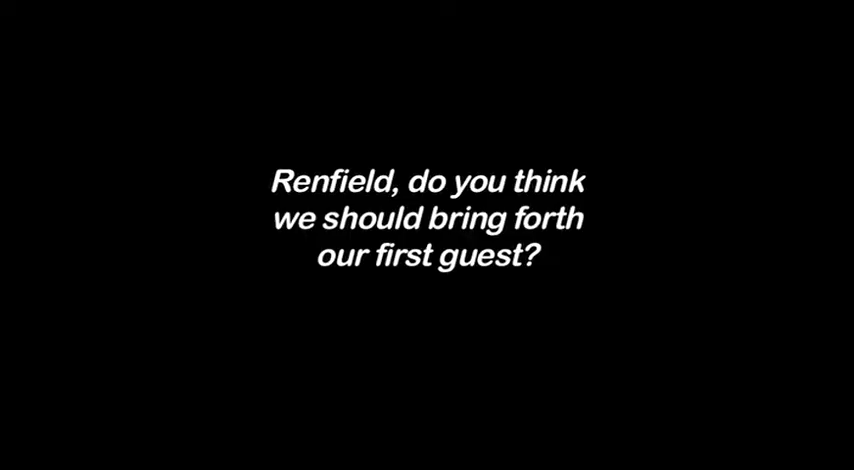 Renfield, do you think
we should bring forth
our first guest?